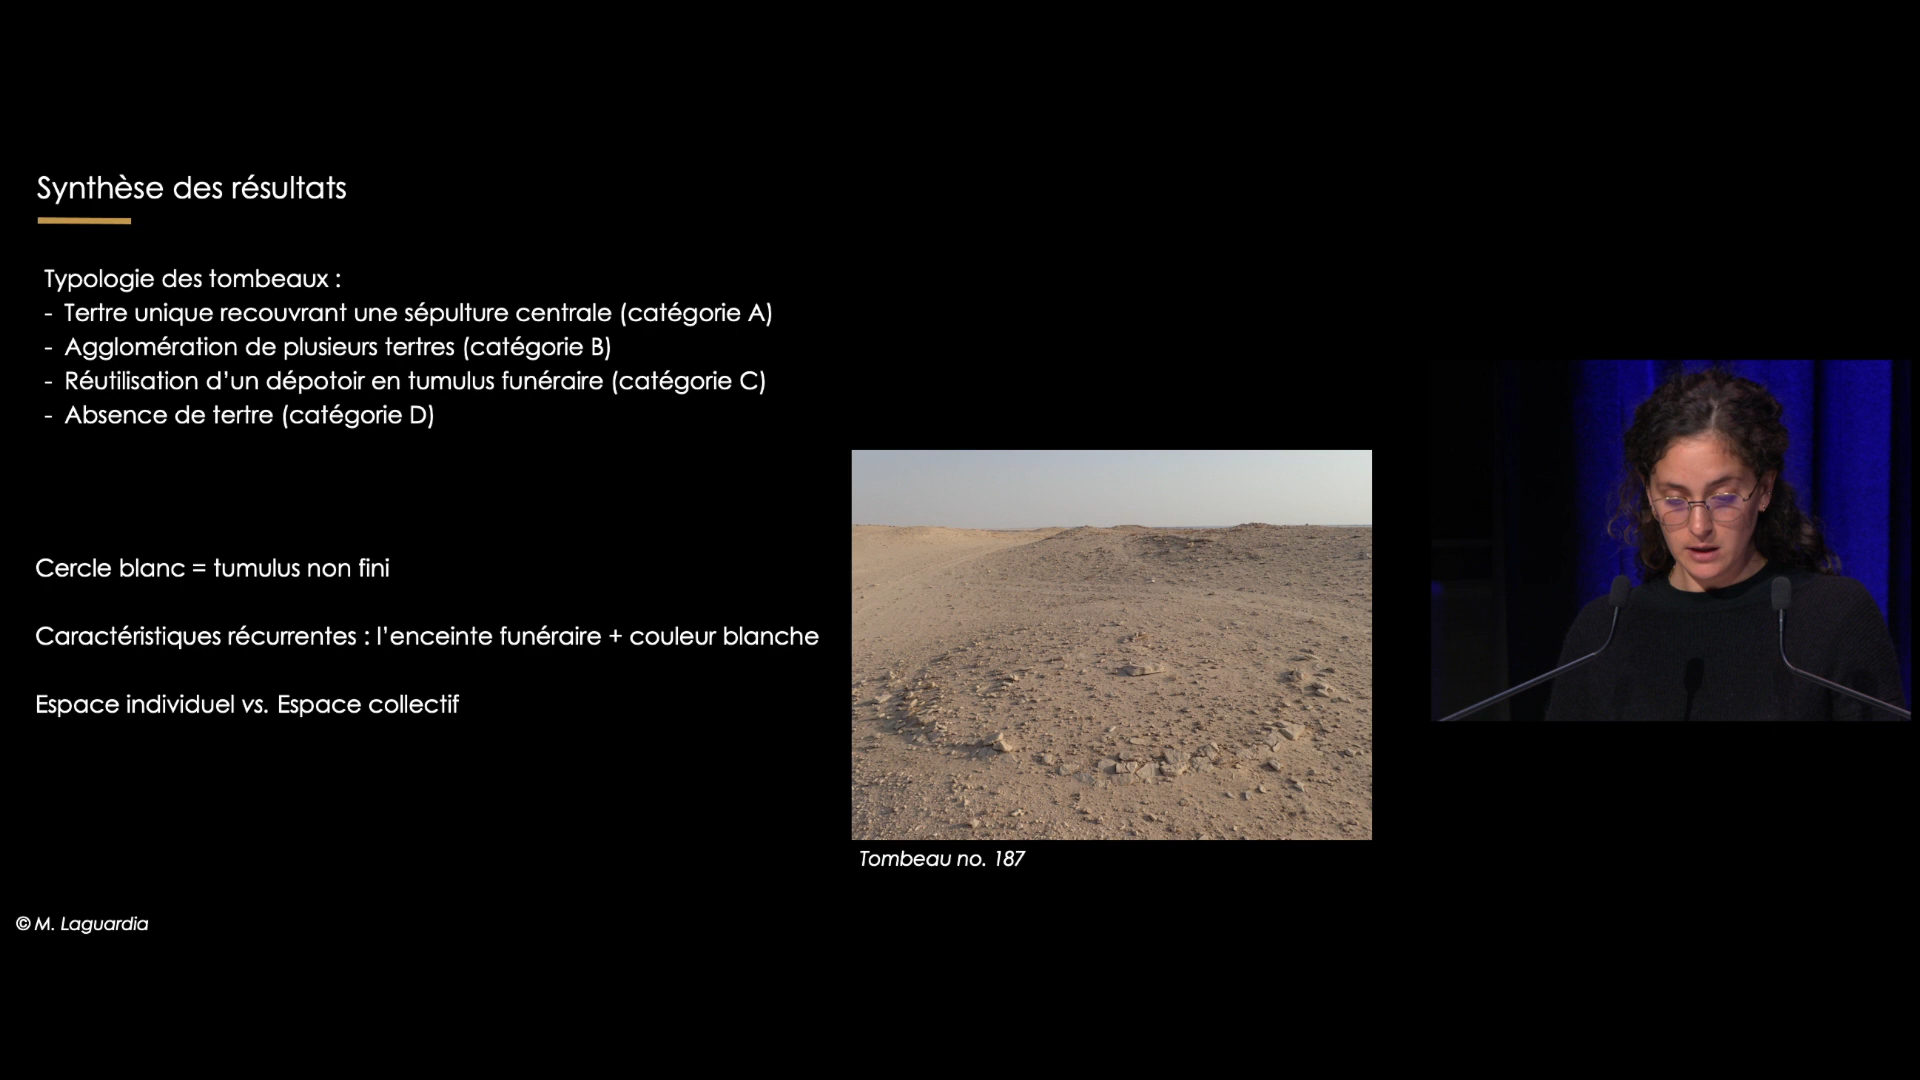 Synthèse des résultats
Typologie des tombeaux :
- Tertre unique recouvrant une sépulture centrale (catégorie A)
- Agglomération de plusieurs tertres (catégorie B)
- Réutilisation d’un dépotoir en tumulus funéraire (catégorie C)
- Absence de tertre (catégorie D)
Cercle blanc = tumulus non fini
Caractéristiques récurrentes : l’enceinte funéraire + couleur blanche
Espace individuel vs. Espace collectif
Tombeau no. 187
© M. Laguardia